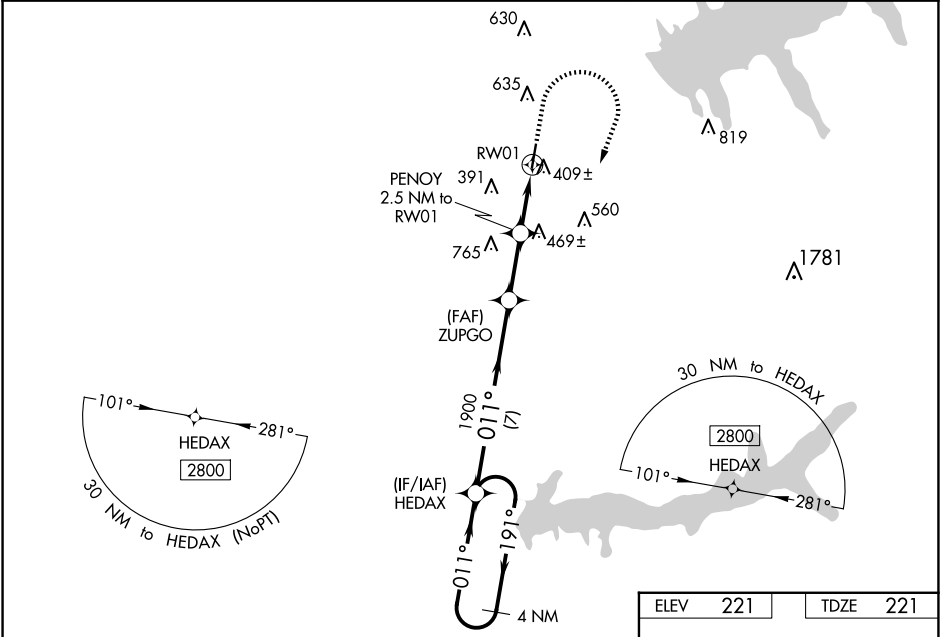 630
635
819
RW01
409±
PENOY
2.5 NM to
RW01
391
560
469±
765
1781
(FAF)
ZUPGO
30 NM to HEDAX
101°
281°
HEDAX
2800
30 NM to HEDAX (NoPT)
1900
011°
(7)
2800
HEDAX
101°
281°
(IF/IAF)
HEDAX
191°
011°
4 NM
ELEV 221
TDZE 221